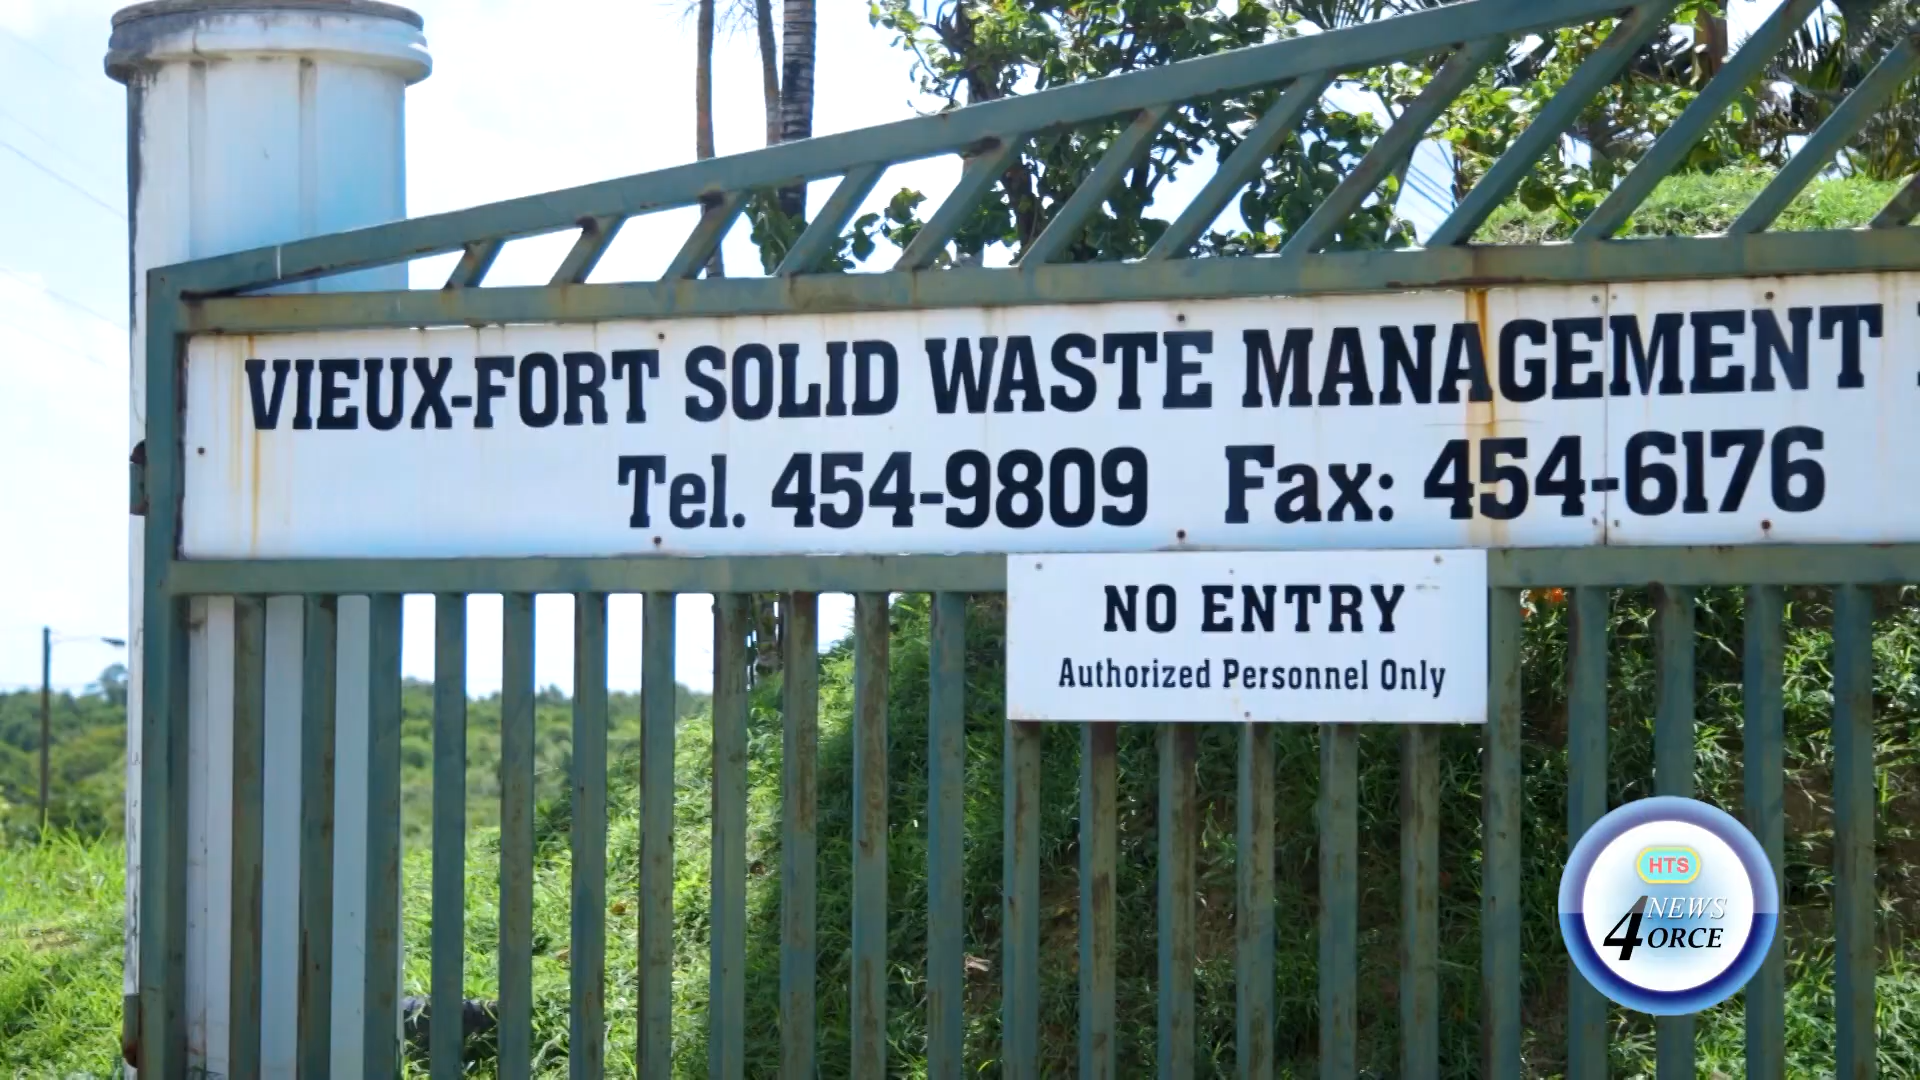 VIEUX-FORT SOLID WASTE MANAGEMENT
Tel. 454-9809 Fax: 454-6176
NO ENTRY
Authorized Personnel Only
HTS
NEWS
4ORCE